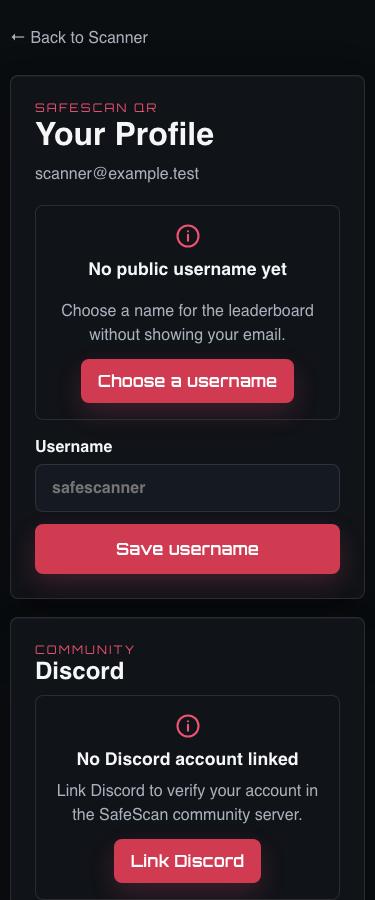 ← Back to Scanner
SAFESCAN QR
Your Profile
scanner@example.test
No public username yet
Choose a name for the leaderboard
without showing your email.
Choose a username
Username
safescanner
Save username
COMMUNITY
Discord
No Discord account linked
Link Discord to verify your account in
the SafeScan community server.
Link Discord